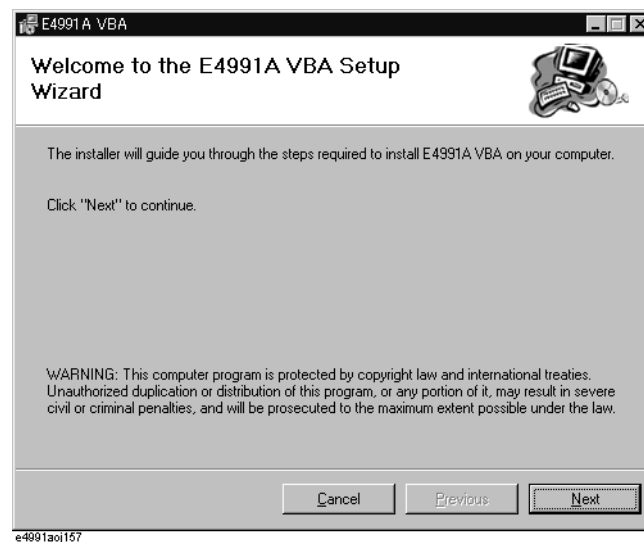 E4991A VBA
Welcome to the E4991A VBA Setup
Wizard
The installer will guide you through the steps required to install E4991A VBA on your computer.
Click "Next" to continue.
WARNING: This computer program is protected by copyright law and international treaties.
Unauthorized duplication or distribution of this program, or any portion of it, may result in severe
civil or criminal penalties, and will be prosecuted to the maximum extent possible under the law.
Cancel Previous Next
e4991aoi157